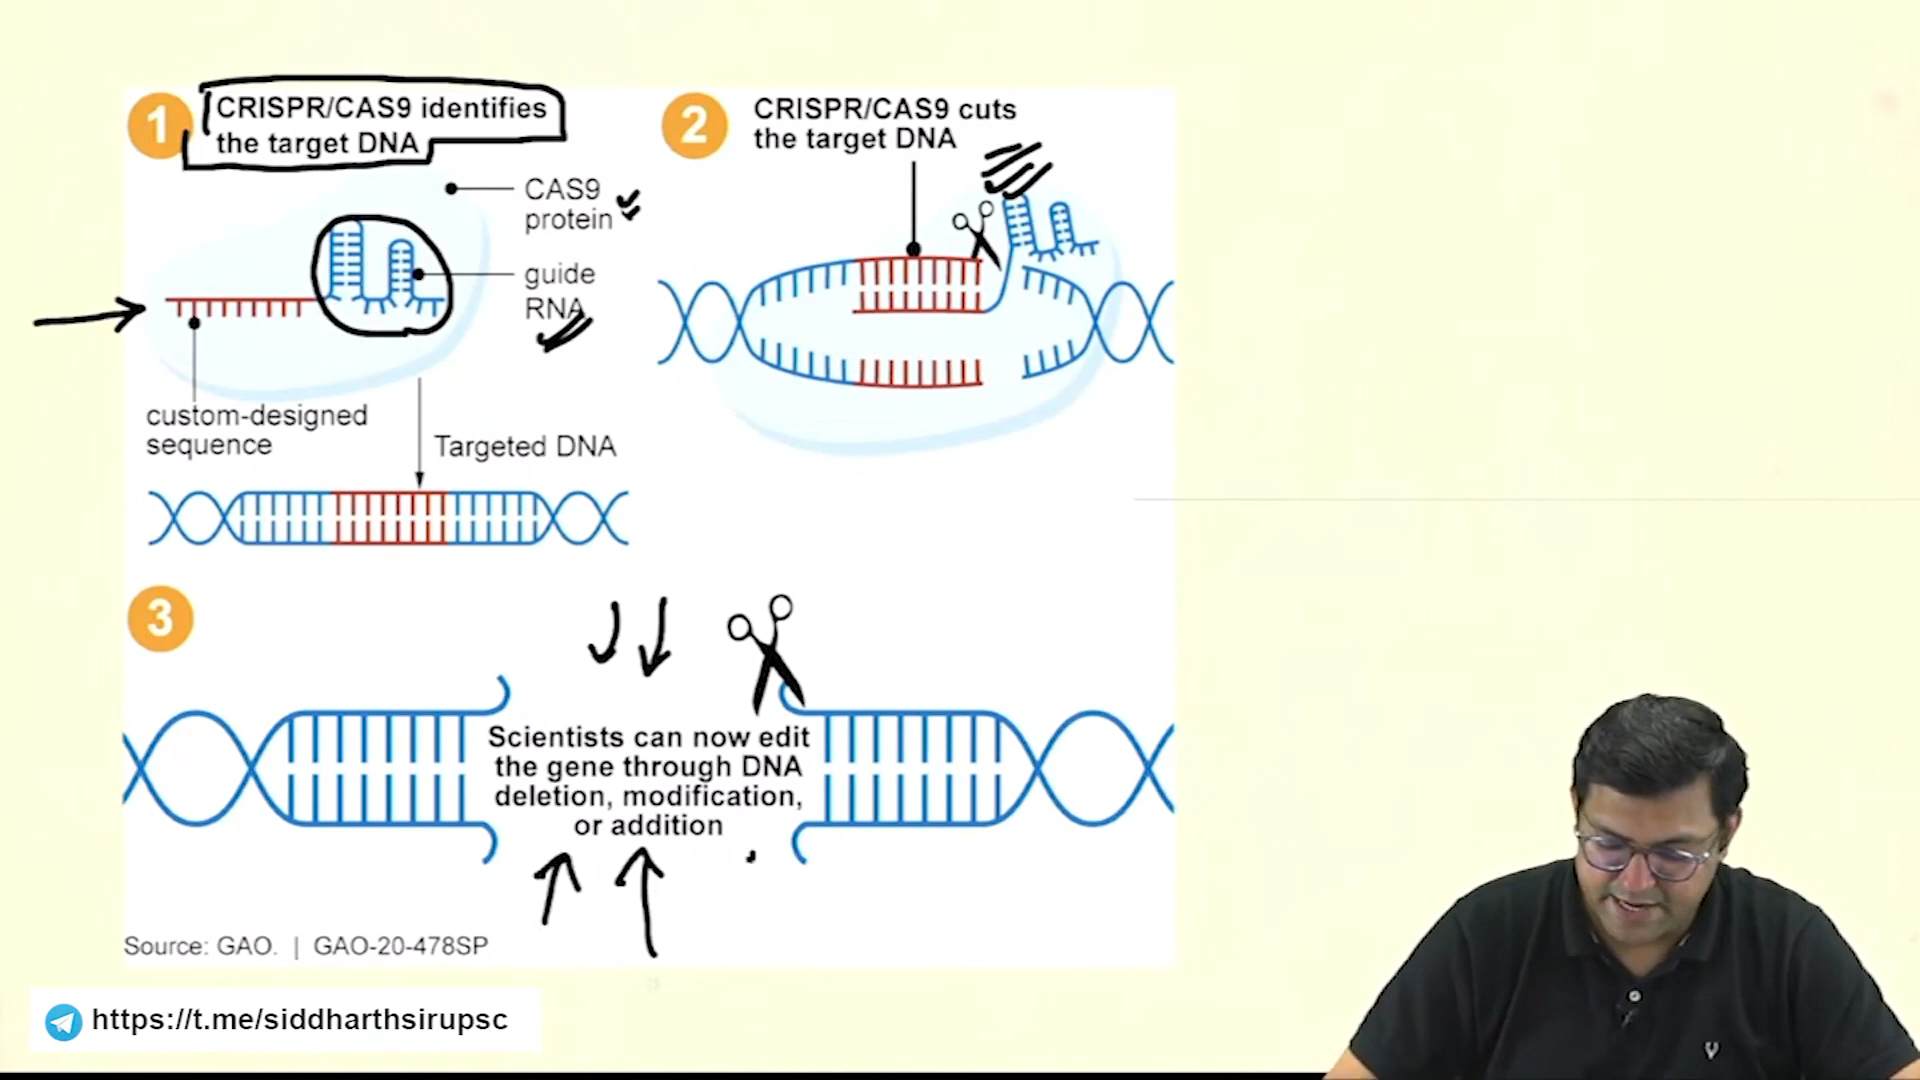 1
CRISPR/CAS9 identifies
the target DNA
CAS9
protein
guide
RNA
custom-designed
sequence
Targeted DNA
2
CRISPR/CAS9 cuts
the target DNA
3
Scientists can now edit
the gene through DNA
deletion, modification,
or addition
Source: GAO. | GAO-20-478SP
https://t.me/siddharthsirupsc